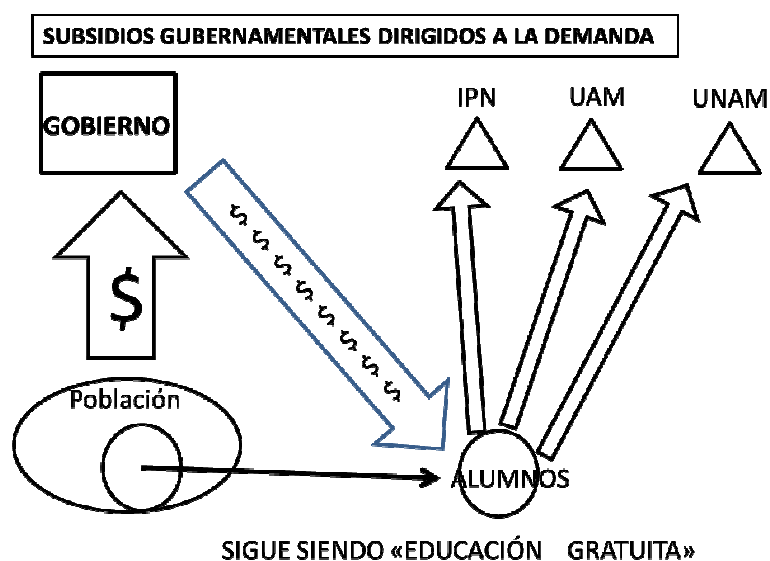 SUBSIDIOS GUBERNAMENTALES DIRIGIDOS A LA DEMANDA
GOBIERNO
IPN UAM UNAM
$
$ $ $ $ $ $ $ $
Población
ALUMNOS
SIGUE SIENDO «EDUCACIÓN GRATUITA»